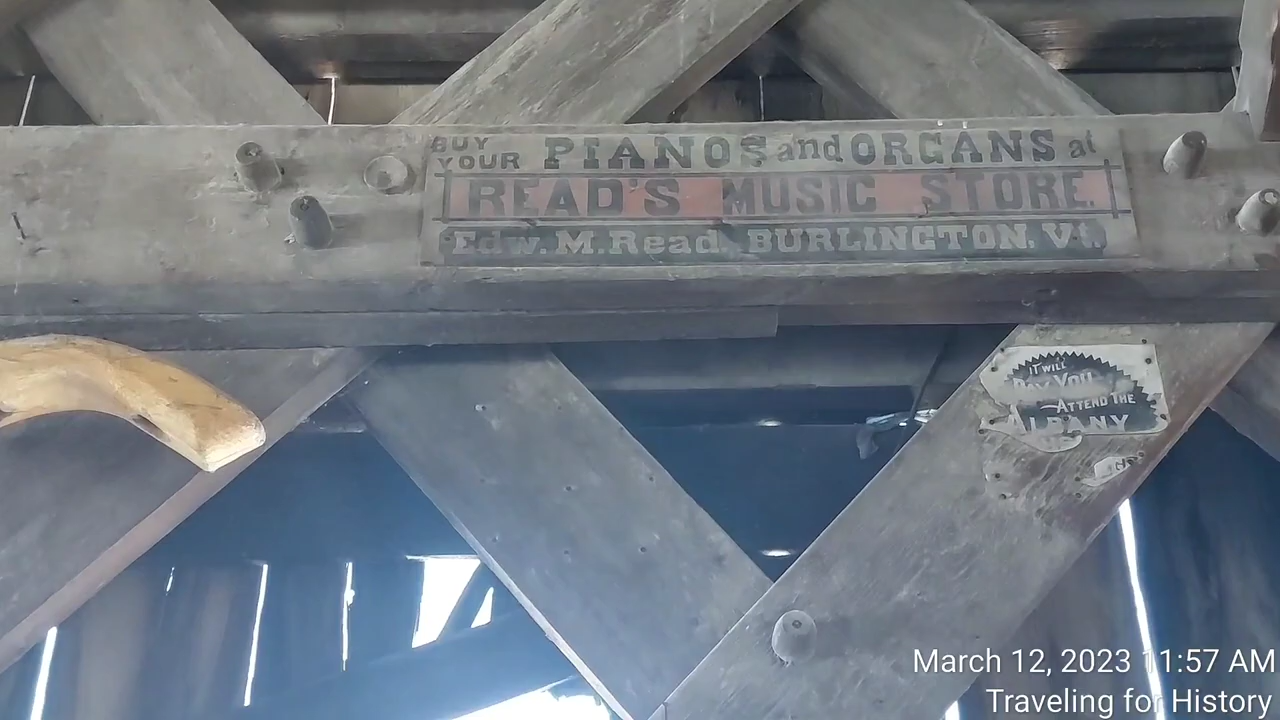 BUY
YOUR PIANOS and ORGANS at
READ'S MUSIC STORE.
Edw. M. Read, BURLINGTON, Vt.
IT WILL
Pay You
ATTEND THE
ALBANY
March 12, 2023 11:57 AM
Traveling for History